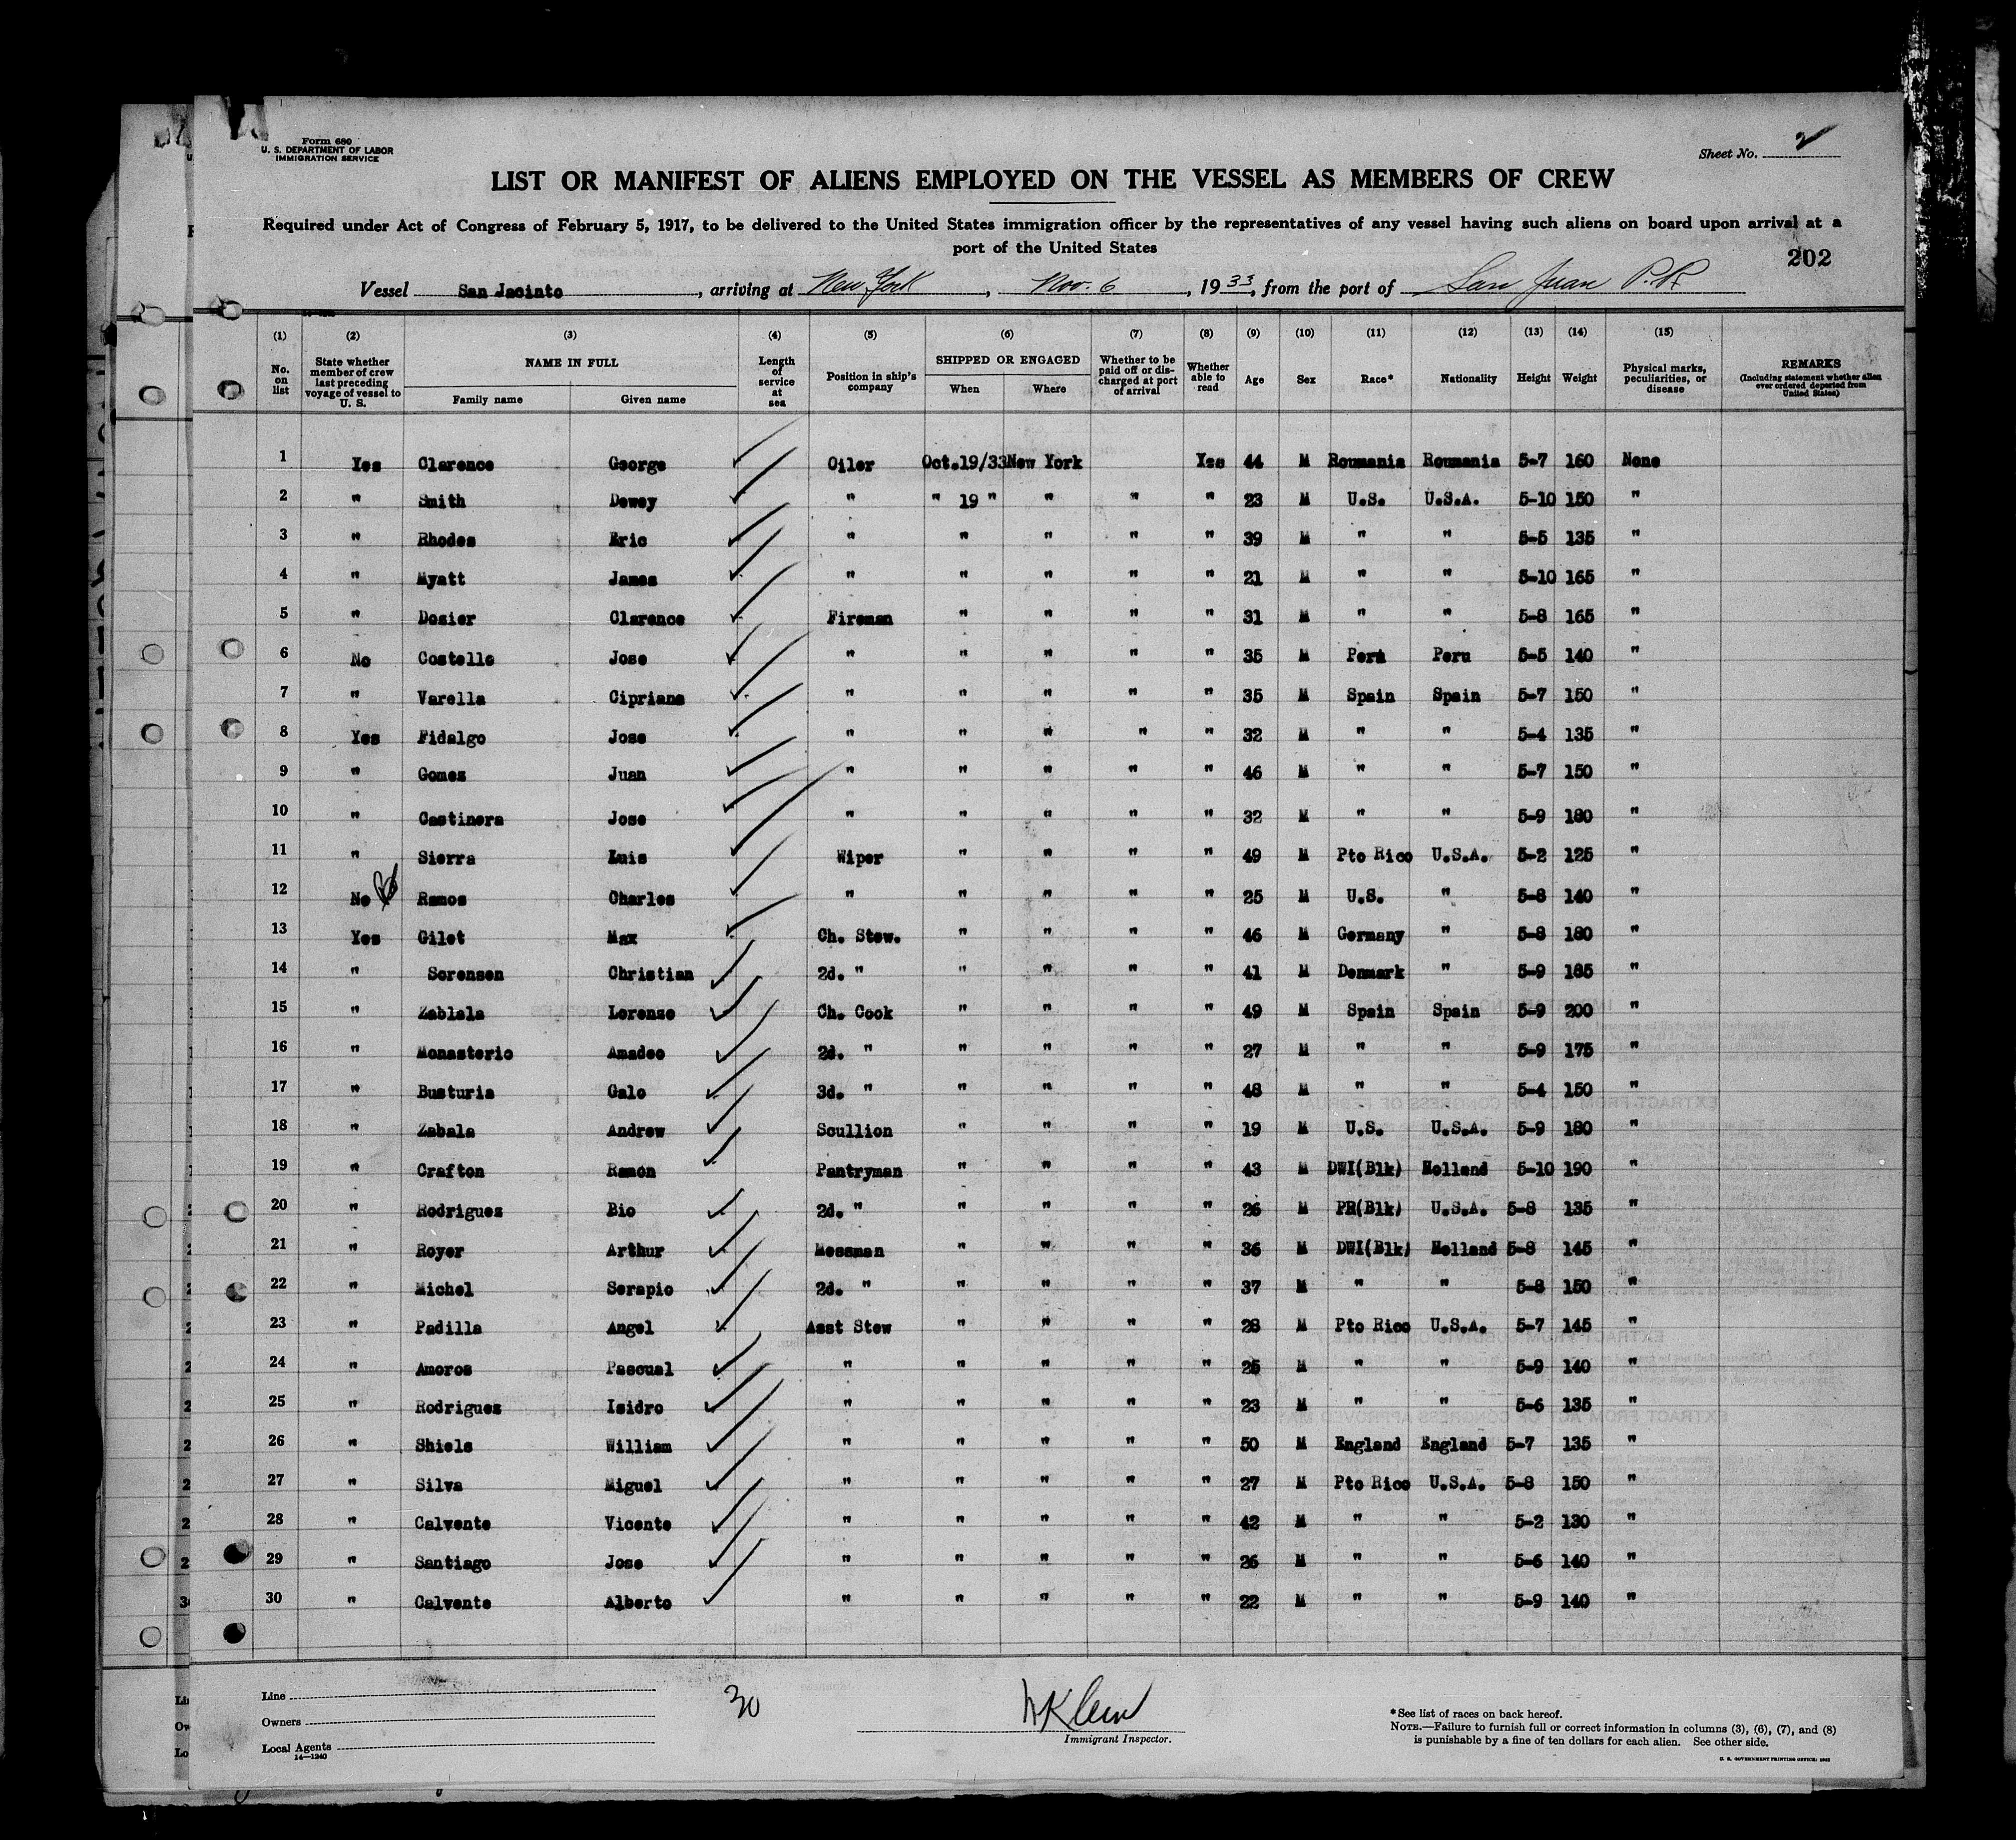 Form 680
U. S. DEPARTMENT OF LABOR
IMMIGRATION SERVICE
Sheet No. 2
LIST OR MANIFEST OF ALIENS EMPLOYED ON THE VESSEL AS MEMBERS OF CREW
Required under Act of Congress of February 5, 1917, to be delivered to the United States immigration officer by the representatives of any vessel having such aliens on board upon arrival at a
port of the United States
202
Vessel San Jacinto, arriving at New York, Nov. 6, 1933, from the port of San Juan P.R
(1) (2) (3) (4) (5) (6) (7) (8) (9) (10) (11) (12) (13) (14) (15)
No. on list
State whether member of crew last preceding voyage of vessel to U. S.
NAME IN FULL
Family name
Given name
Length of service at sea
Position in ship's company
SHIPPED OR ENGAGED
When
Where
Whether to be paid off or discharged at port of arrival
Whether able to read
Age
Sex
Race*
Nationality
Height
Weight
Physical marks, peculiarities, or disease
REMARKS
(Including statement whether alien ever ordered deported from United States)
1 Yes Clarence George Oiler Oct.19/33 New York Yes 44 M Roumania Roumania 5-7 160 None
2 " Smith Dewey " " 19 " " " " 23 M U.S. U.S.A. 5-10 150 "
3 " Rhodes Eric " " " " " 39 M " " 5-5 135 "
4 " Myatt James " " " " " 21 M " " 5-10 165 "
5 " Dosier Clarence Fireman " " " " 31 M " " 5-8 165 "
6 No Costello Jose " " " " " 35 M Peru Peru 5-5 140 "
7 " Varella Cipriana " " " " " 35 M Spain Spain 5-7 150 "
8 Yes Fidalgo Jose " " " " " 32 M " " 5-4 135 "
9 " Gomez Juan " " " " " 46 M " " 5-7 150 "
10 " Castinera Jose " " " " " 32 M " " 5-9 180 "
11 " Sierra Luis Wiper " " " " 49 M Pto Rico U.S.A. 5-2 125 "
12 No Ramos Charles " " " " " 25 M U.S. " 5-8 140 "
13 Yes Gilet Max Ch. Stew. " " " " 46 M Germany " 5-8 180 "
14 " Sorensen Christian 2d. " " " " " 41 M Denmark " 5-9 185 "
15 " Zablala Lorenzo Ch. Cook " " " " 49 M Spain Spain 5-9 200 "
16 " Monasterio Amadeo 2d. " " " " " 27 M " " 5-9 175 "
17 " Busturia Galo 3d. " " " " " 48 M " " 5-4 150 "
18 " Zabala Andrew Scullion " " " " 19 M U.S. U.S.A. 5-9 180 "
19 " Crafton Ramon Pantryman " " " " 43 M DWI(Blk) Holland 5-10 190 "
20 " Rodriguez Bio 2d. " " " " " 26 M PR(Blk) U.S.A. 5-8 135 "
21 " Royer Arthur Messman " " " " 36 M DWI(Blk) Holland 5-8 145 "
22 " Michel Serapio 2d. " " " " " 37 M " " 5-8 150 "
23 " Padilla Angel Asst Stew " " " " 28 M Pto Rico U.S.A. 5-7 145 "
24 " Amoros Pascual " " " " " 25 M " " 5-9 140 "
25 " Rodriguez Isidro " " " " " 23 M " " 5-6 135 "
26 " Shiels William " " " " " 50 M England England 5-7 135 "
27 " Silva Miguel " " " " " 27 M Pto Rico U.S.A. 5-8 150 "
28 " Calvente Vicente " " " " " 42 M " " 5-2 130 "
29 " Santiago Jose " " " " " 26 M " " 5-6 140 "
30 " Calvente Alberto " " " " " 22 M " " 5-9 140 "
Line
Owners
Local Agents
14—1240
30
Klein
Immigrant Inspector.
*See list of races on back hereof.
NOTE.—Failure to furnish full or correct information in columns (3), (6), (7), and (8)
is punishable by a fine of ten dollars for each alien. See other side.
U. S. GOVERNMENT PRINTING OFFICE: 1932